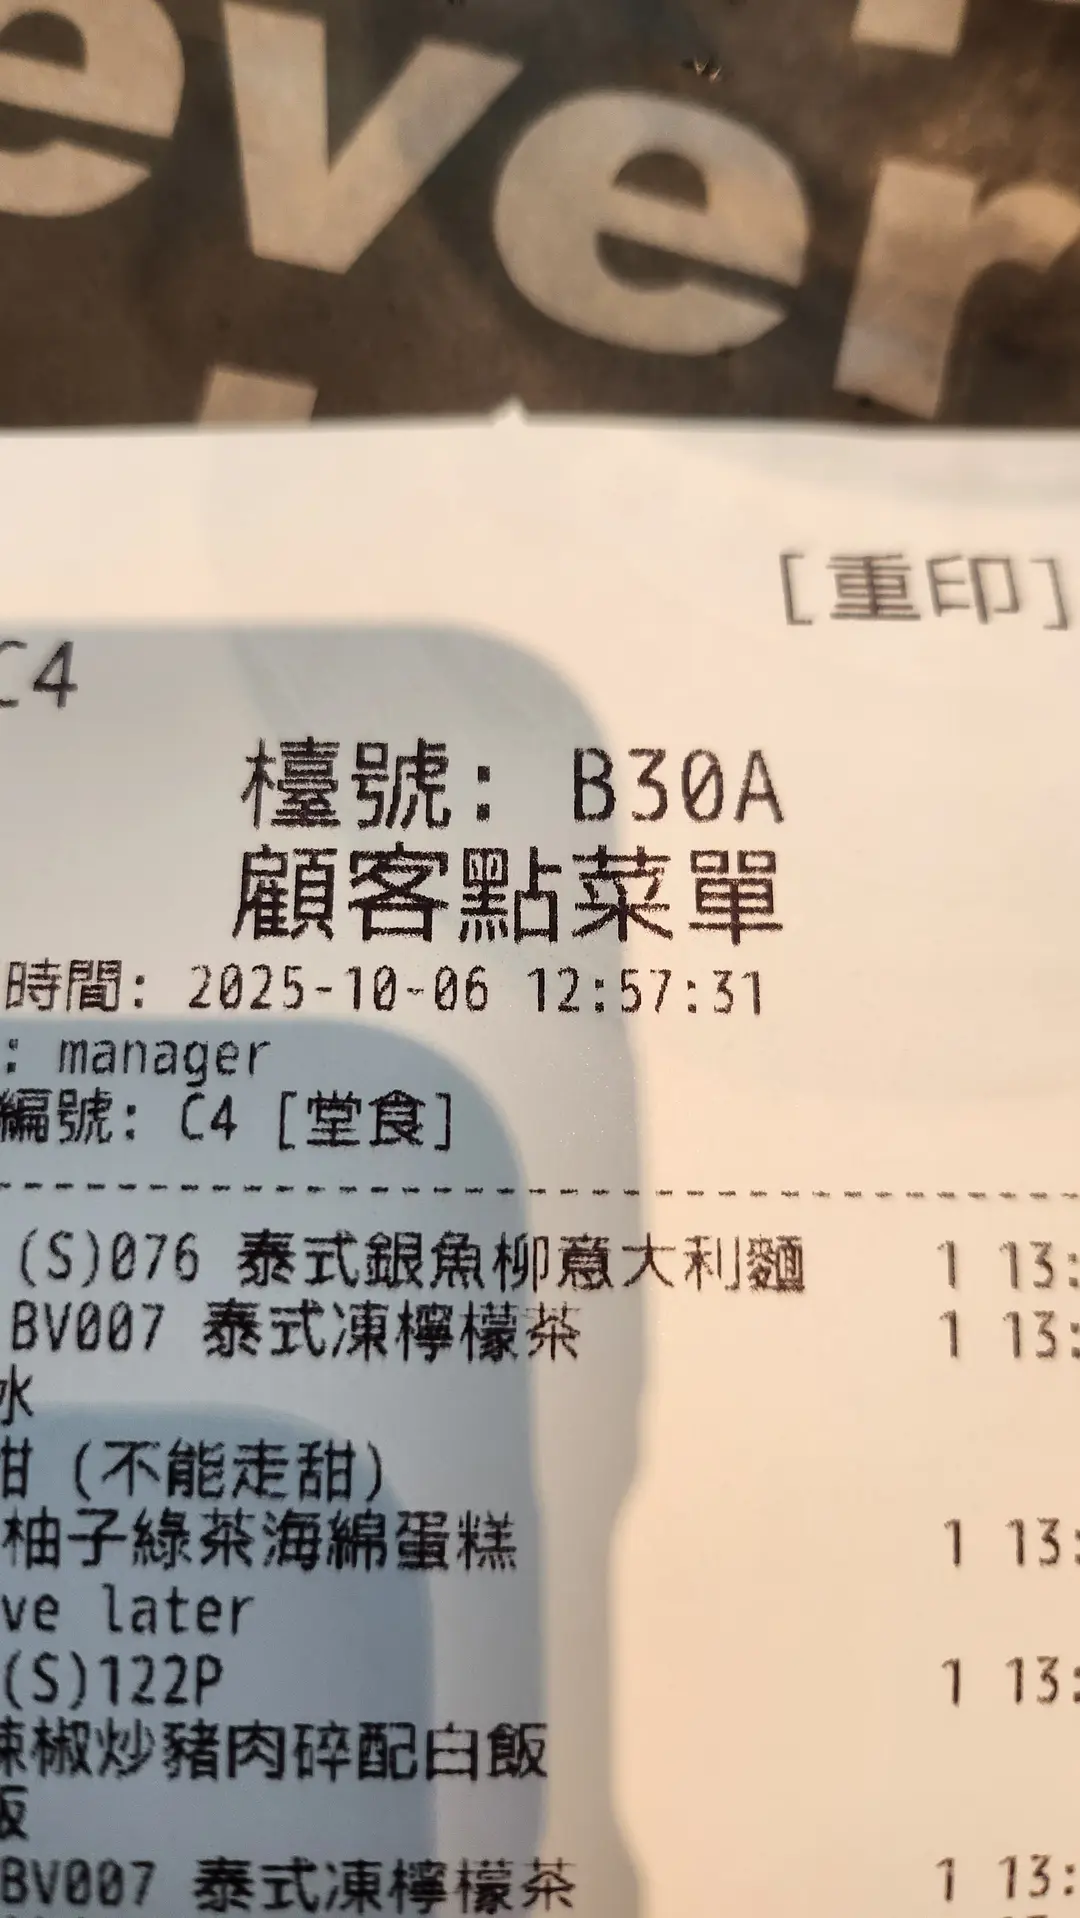 ever
[重印]
C4
檯號: B30A
顧客點菜單
時間: 2025-10-06 12:57:31
: manager
編號: C4 [堂食]
(S)076 泰式銀魚柳意大利麵 1 13:
BV007 泰式凍檸檬茶 1 13:
水
甜 (不能走甜)
柚子綠茶海綿蛋糕 1 13:
ve later
(S)122P 1 13:
辣椒炒豬肉碎配白飯
飯
BV007 泰式凍檸檬茶 1 13: